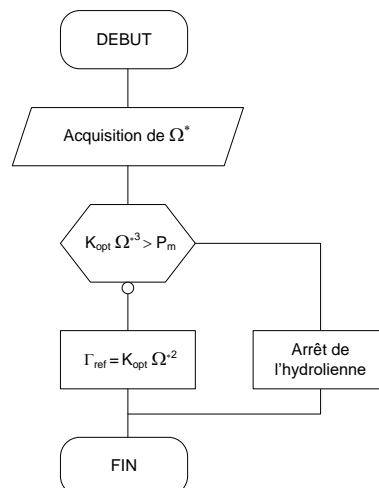 DEBUT
Acquisition de Ω*
K_opt Ω*³ > P_m
Γ_ref = K_opt Ω*²
Arrêt de
l'hydrolienne
FIN